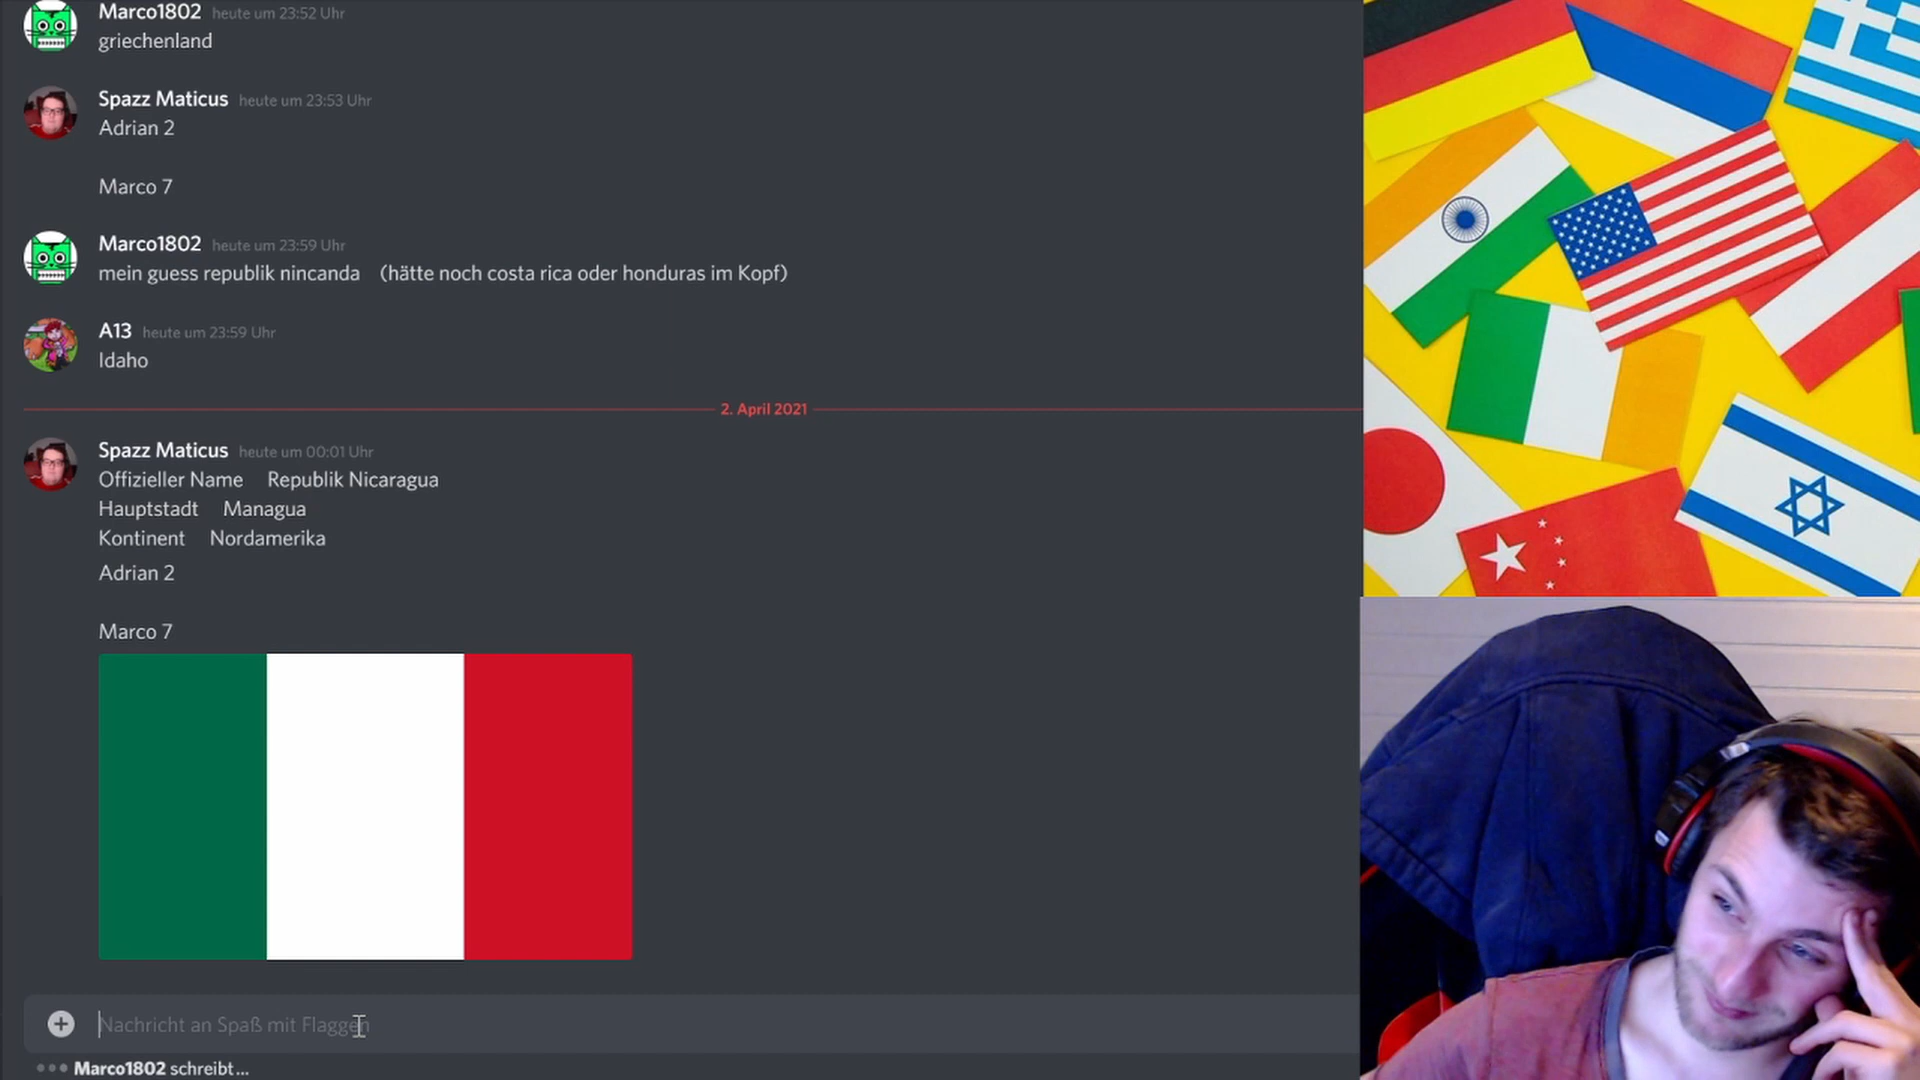 Marco1802 heute um 23:52 Uhr
griechenland
Spazz Maticus heute um 23:53 Uhr
Adrian 2
Marco 7
Marco1802 heute um 23:59 Uhr
mein guess republik nincanda (hätte noch costa rica oder honduras im Kopf)
A13 heute um 23:59 Uhr
Idaho
2. April 2021
Spazz Maticus heute um 00:01 Uhr
Offizieller Name Republik Nicaragua
Hauptstadt Managua
Kontinent Nordamerika
Adrian 2
Marco 7
Nachricht an Spaß mit Flaggen
Marco1802 schreibt...